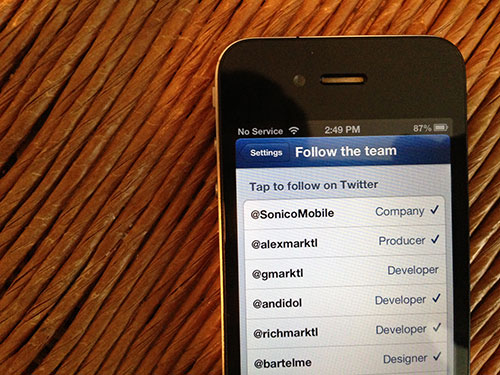 No Service 2:49 PM 87%
Settings Follow the team
Tap to follow on Twitter
@SonicoMobile Company ✓
@alexmarktl Producer ✓
@gmarktl Developer
@andidol Developer ✓
@richmarktl Developer ✓
@bartelme Designer ✓